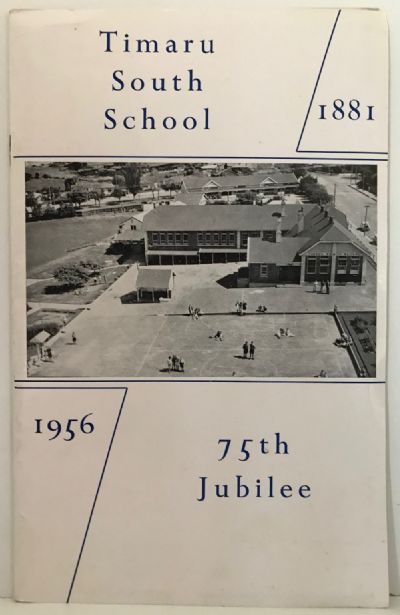 Timaru
South
School
1881
1956
75th
Jubilee